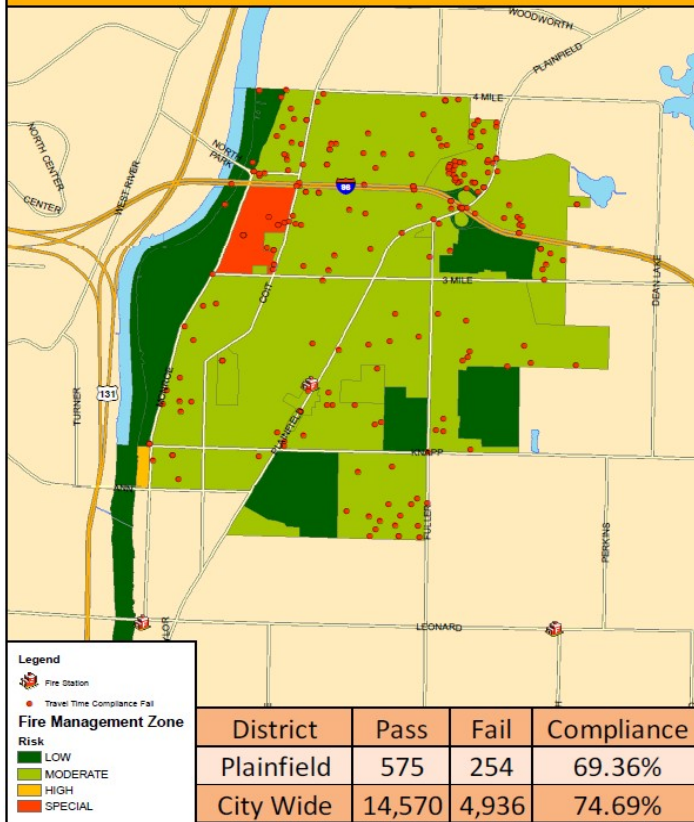 WOODWORTH
PLAINFIELD
4 MILE
NORTH CENTER
WEST RIVER
NORTH
PARK
CENTER
96
3 MILE
DEAN LAKE
COIT
131
TURNER
MONROE
PLAINFIELD
KNAPP
ANN
FULLER
PERKINS
LEONARD
Legend
Fire Station
Travel Time Compliance Fail
Fire Management Zone
Risk
LOW
MODERATE
HIGH
SPECIAL
District Pass Fail Compliance
Plainfield 575 254 69.36%
City Wide 14,570 4,936 74.69%